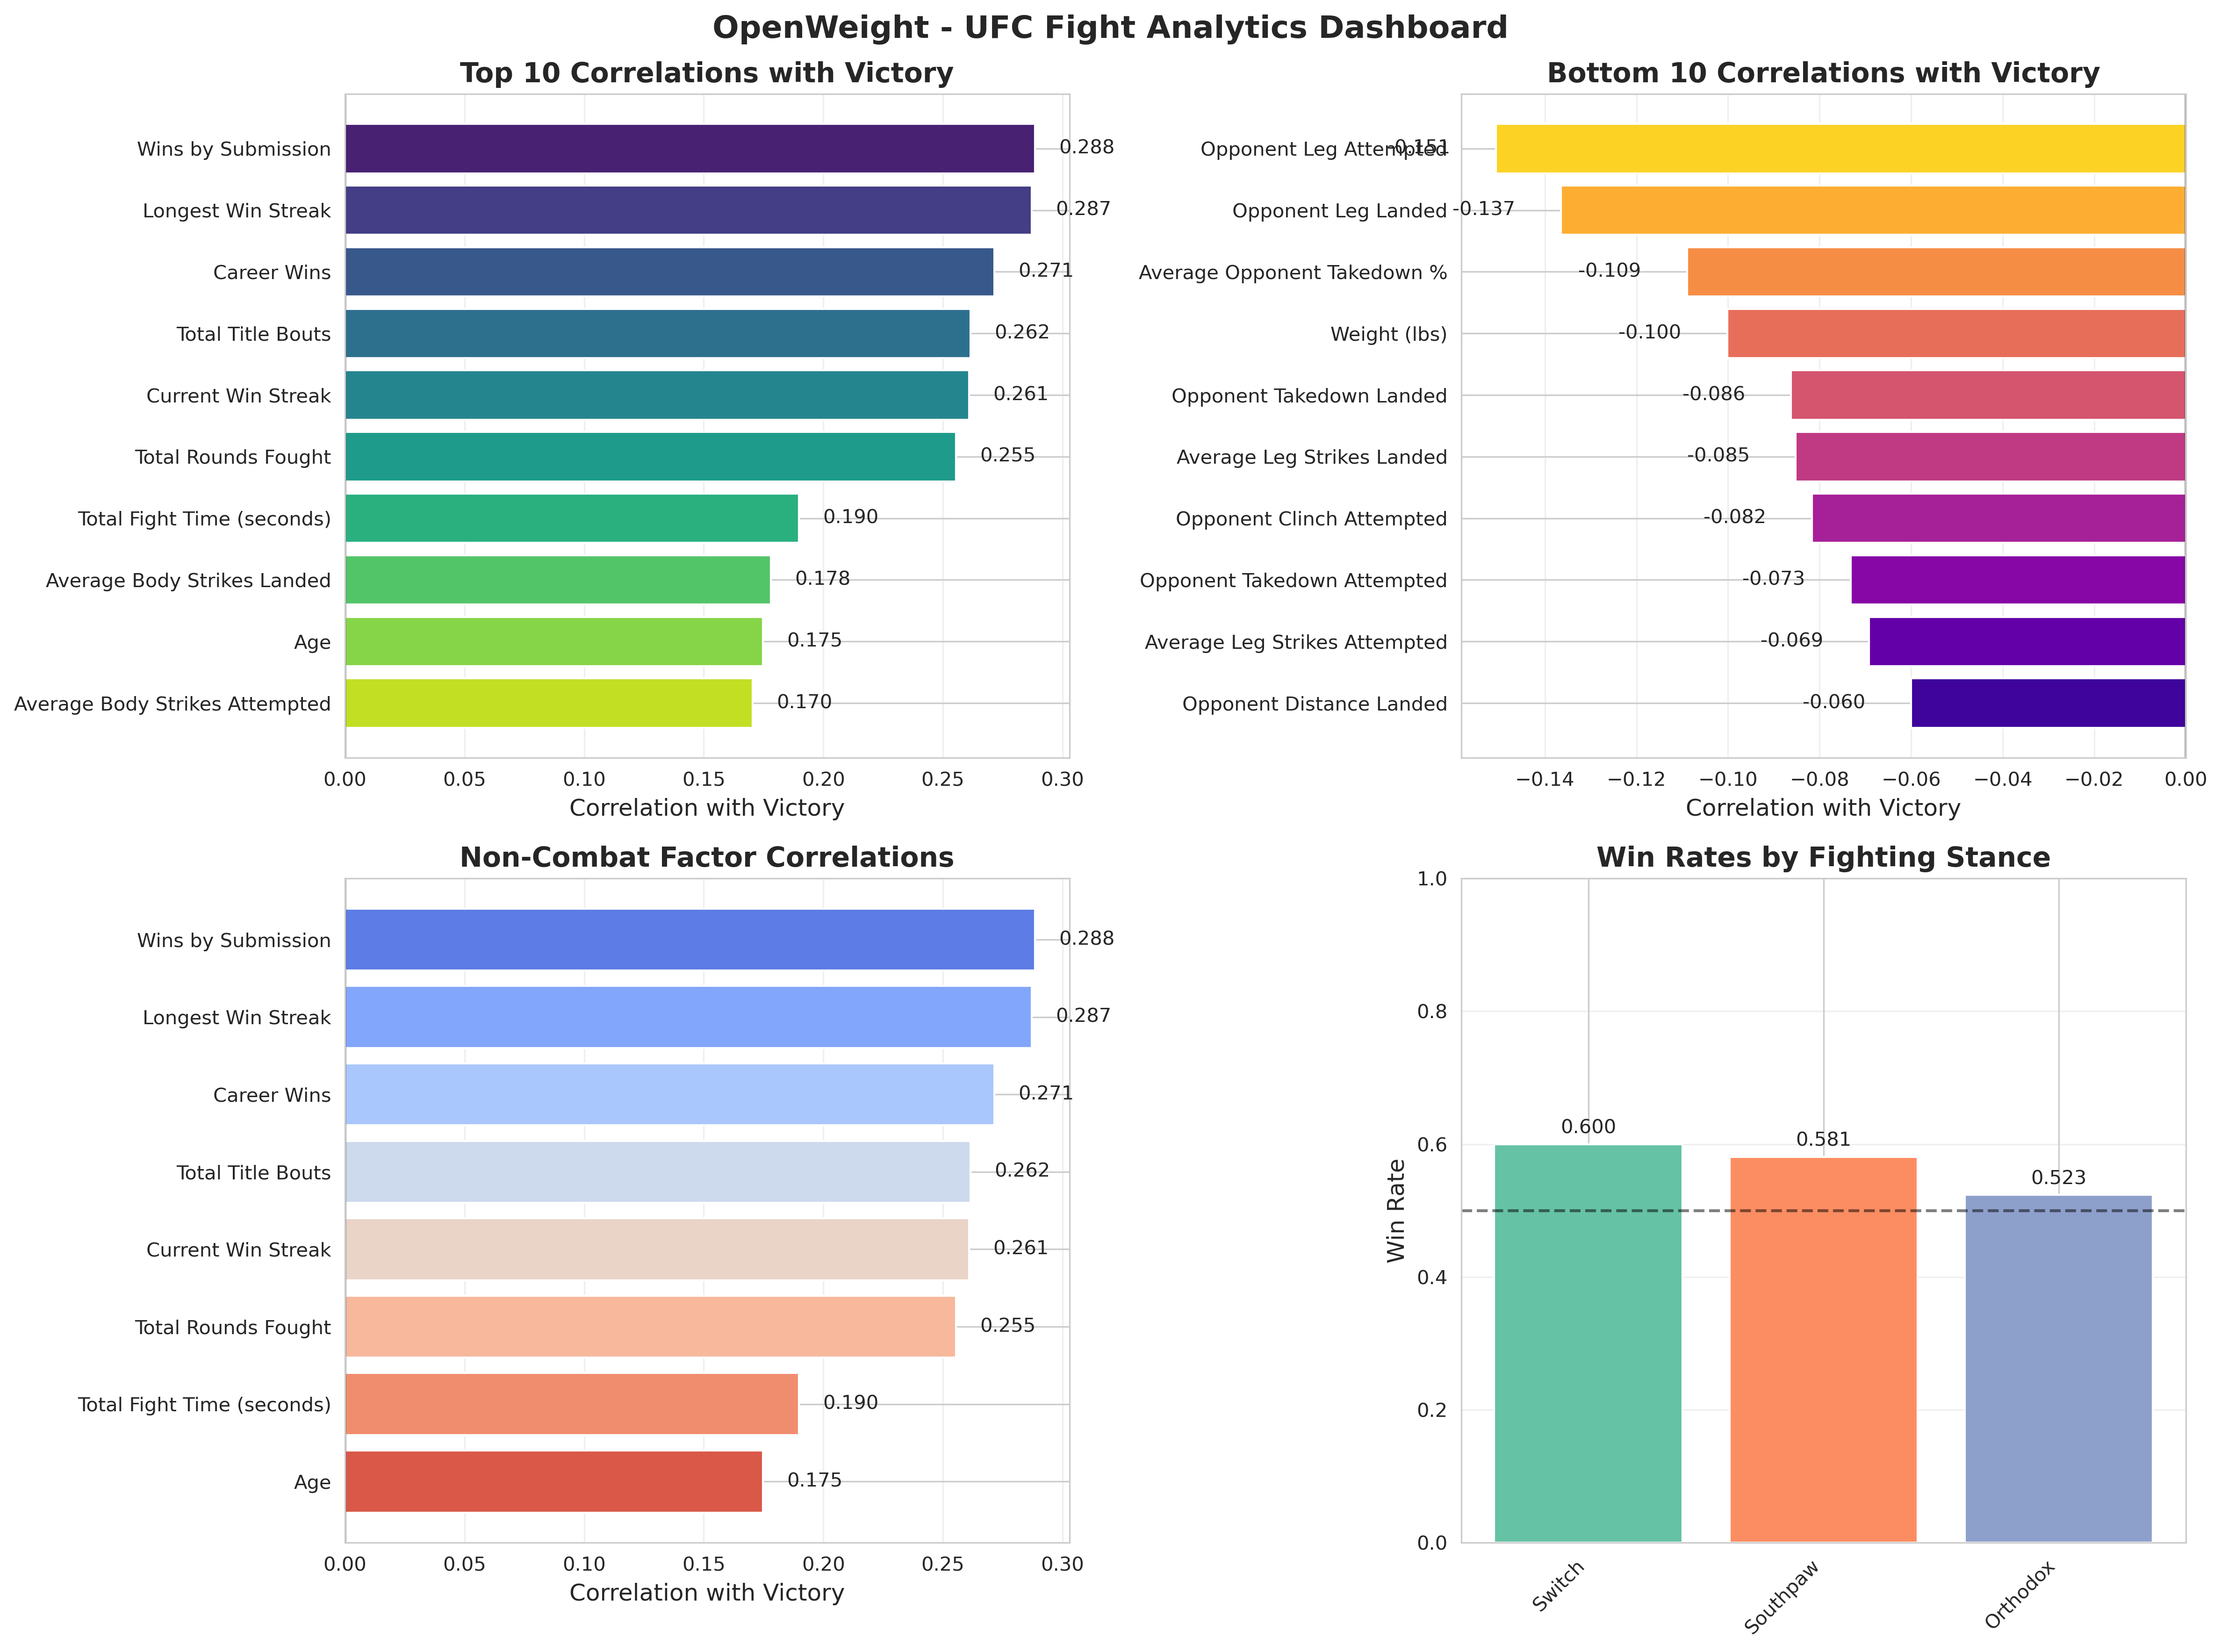 OpenWeight - UFC Fight Analytics Dashboard
Top 10 Correlations with Victory
Wins by Submission 0.288
Longest Win Streak 0.287
Career Wins 0.271
Total Title Bouts 0.262
Current Win Streak 0.261
Total Rounds Fought 0.255
Total Fight Time (seconds) 0.190
Average Body Strikes Landed 0.178
Age 0.175
Average Body Strikes Attempted 0.170
0.00 0.05 0.10 0.15 0.20 0.25 0.30
Correlation with Victory
Bottom 10 Correlations with Victory
Opponent Leg Attempted -0.151
Opponent Leg Landed -0.137
Average Opponent Takedown % -0.109
Weight (lbs) -0.100
Opponent Takedown Landed -0.086
Average Leg Strikes Landed -0.085
Opponent Clinch Attempted -0.082
Opponent Takedown Attempted -0.073
Average Leg Strikes Attempted -0.069
Opponent Distance Landed -0.060
−0.14 −0.12 −0.10 −0.08 −0.06 −0.04 −0.02 0.00
Correlation with Victory
Non-Combat Factor Correlations
Wins by Submission 0.288
Longest Win Streak 0.287
Career Wins 0.271
Total Title Bouts 0.262
Current Win Streak 0.261
Total Rounds Fought 0.255
Total Fight Time (seconds) 0.190
Age 0.175
0.00 0.05 0.10 0.15 0.20 0.25 0.30
Correlation with Victory
Win Rates by Fighting Stance
Win Rate
1.0
0.8
0.6
0.4
0.2
0.0
0.600
0.581
0.523
Switch
Southpaw
Orthodox